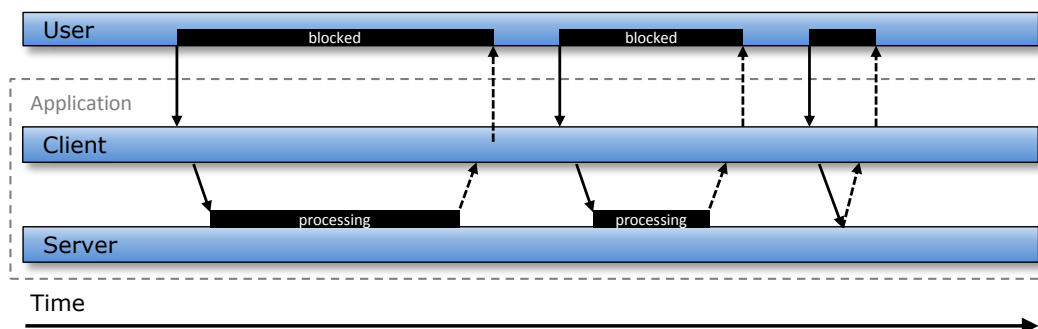 User
blocked
blocked
Application
Client
processing
processing
Server
Time